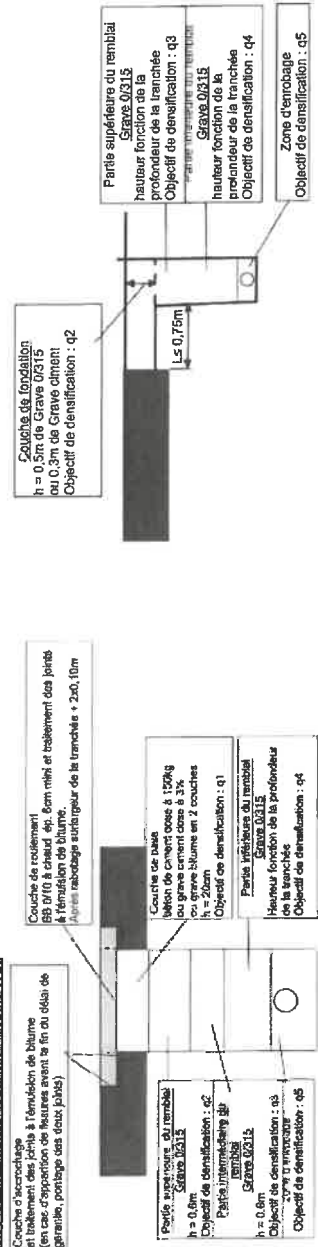 Couche d'accrochage
et traitement des joints à l'émulsion de bitume
(en cas d'apparition de fissures avant la fin du délai de
garantie, pontage des deux joints)
Couche de roulement
BB 0/10 à chaud ép. 6cm mini et traitement des joints
à l'émulsion de bitume.
Après rabotage surlargeur de la tranchée + 2x0,10m
Couche de base
béton de ciment dosé à 150kg
ou grave ciment dosé à 3%
ou grave bitume en 2 couches
h = 20cm
Objectif de densification : q1
Partie supérieure du remblai
Grave 0/315
h = 0,6m
Objectif de densification : q2
Partie intermédiaire du
remblai
Grave 0/315
h = 0.6m
Objectif de densification : q3
Objectif de densification : q5
Partie inférieure du remblai
Grave 0/315
Hauteur fonction de la profondeur
de la tranchée
Objectif de densification : q4
Couche de fondation
h = 0,5m de Grave 0/315
ou 0,3m de Grave ciment
Objectif de densification : q2
L≤ 0,75m
Partie supérieure du remblai
Grave 0/315
hauteur fonction de la
profondeur de la tranchée
Objectif de densification : q3
Grave 0/315
hauteur fonction de la
profondeur de la tranchée
Objectif de densification : q4
Zone d'enrobage
Objectif de densification : q5